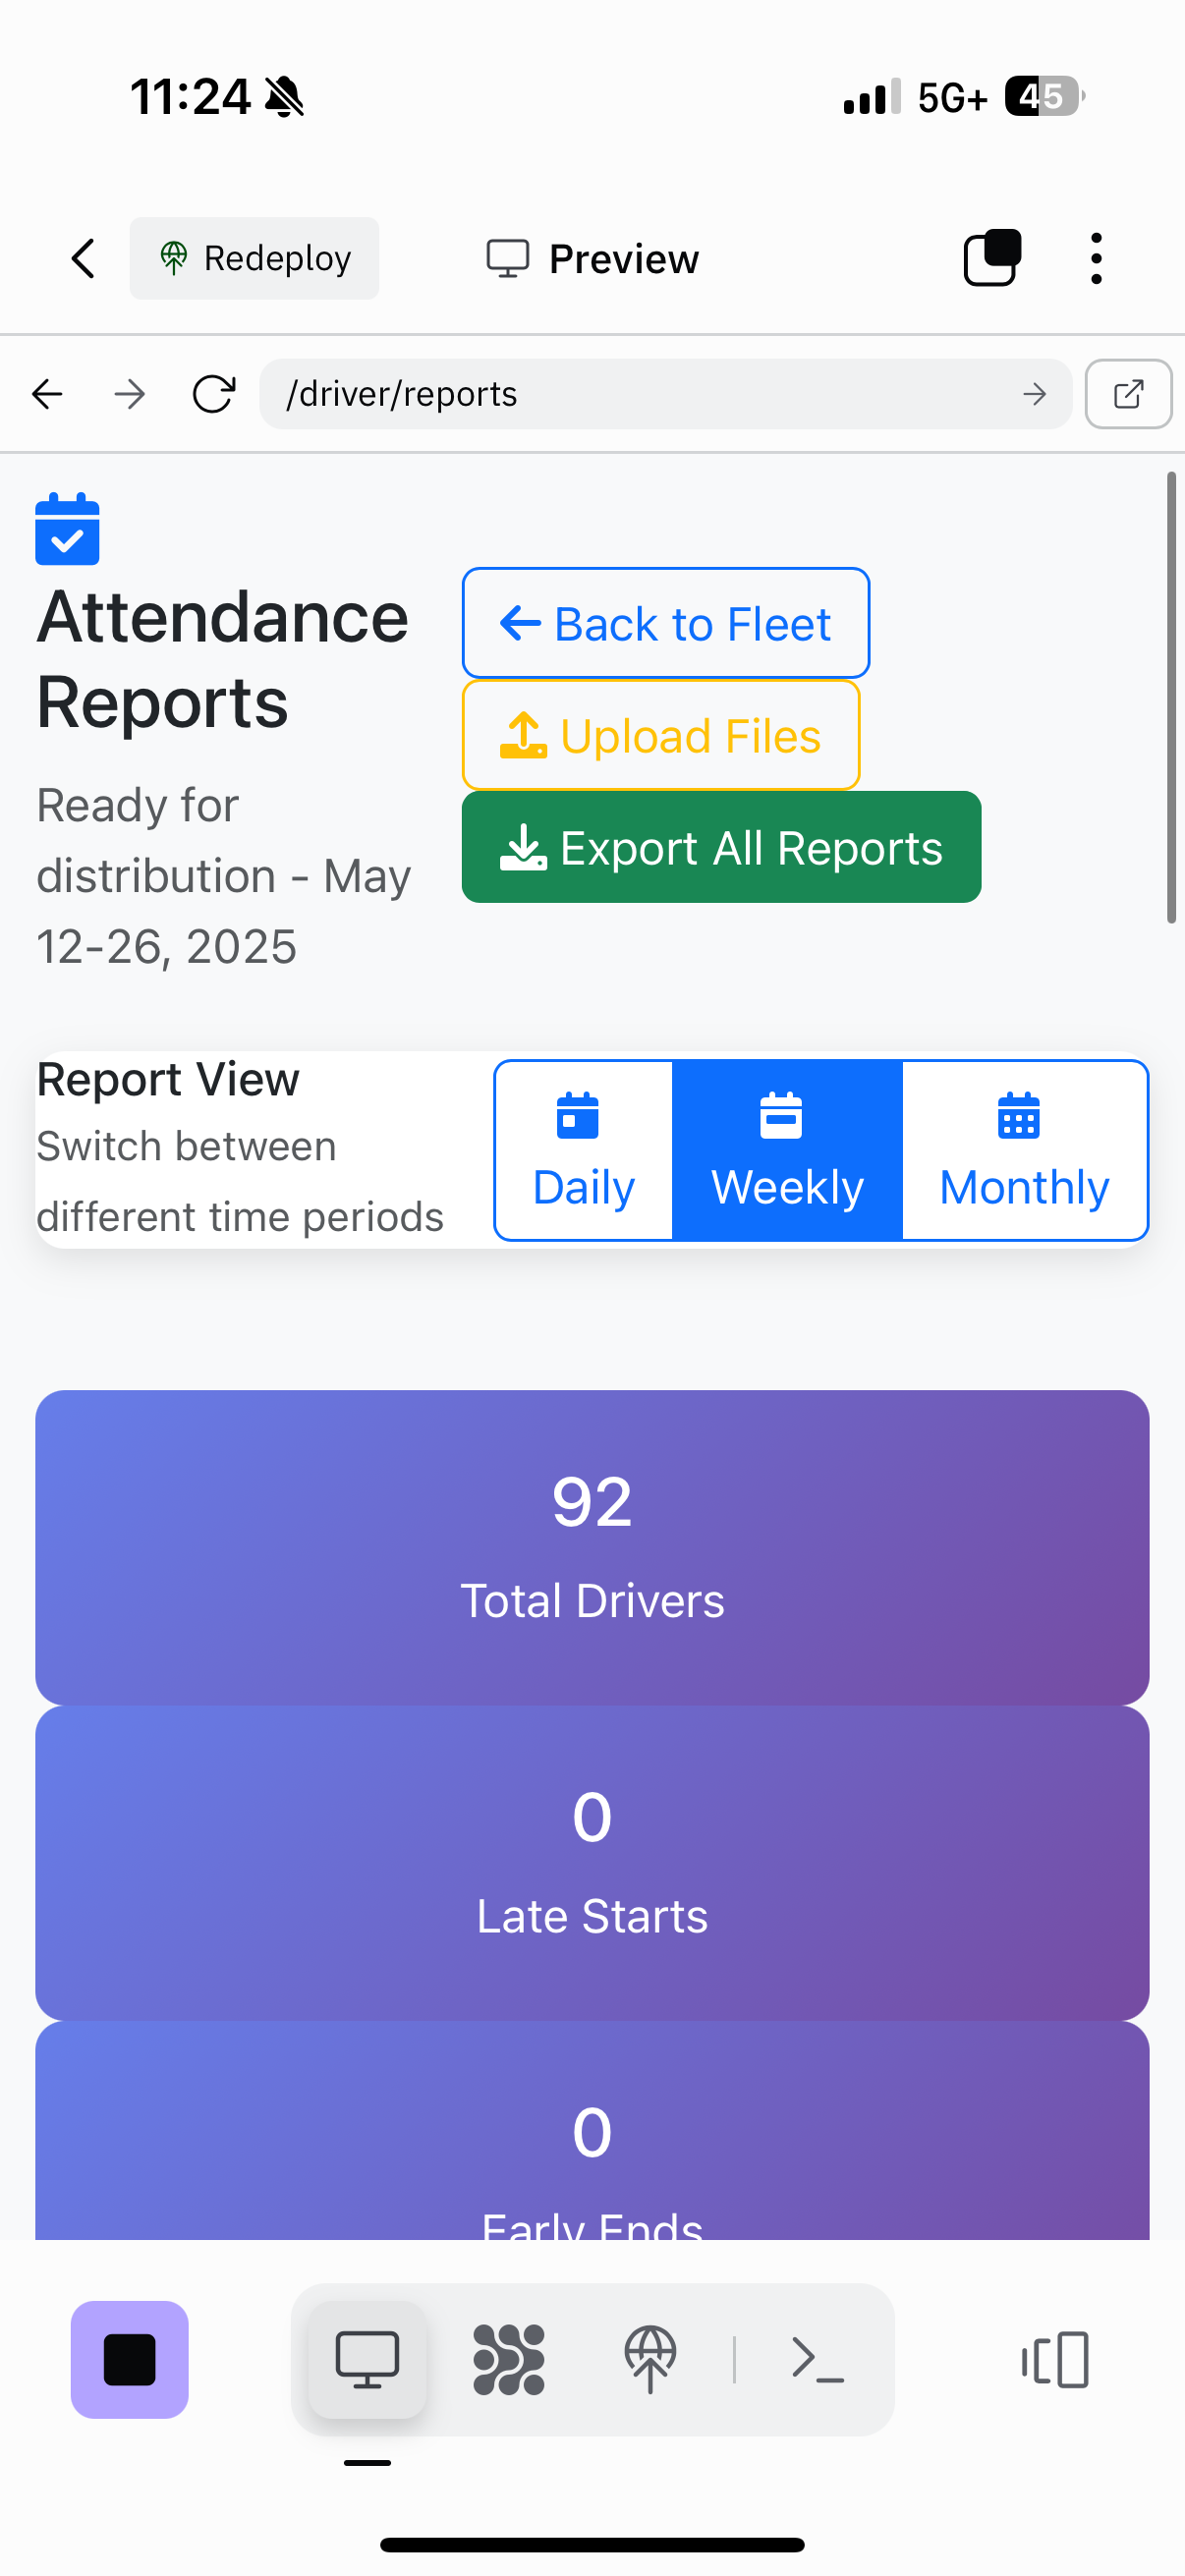 11:24
5G+
45
Redeploy
Preview
/driver/reports
Attendance
Reports
Ready for
distribution - May
12-26, 2025
Back to Fleet
Upload Files
Export All Reports
Report View
Switch between
different time periods
Daily
Weekly
Monthly
92
Total Drivers
0
Late Starts
0
Early Ends